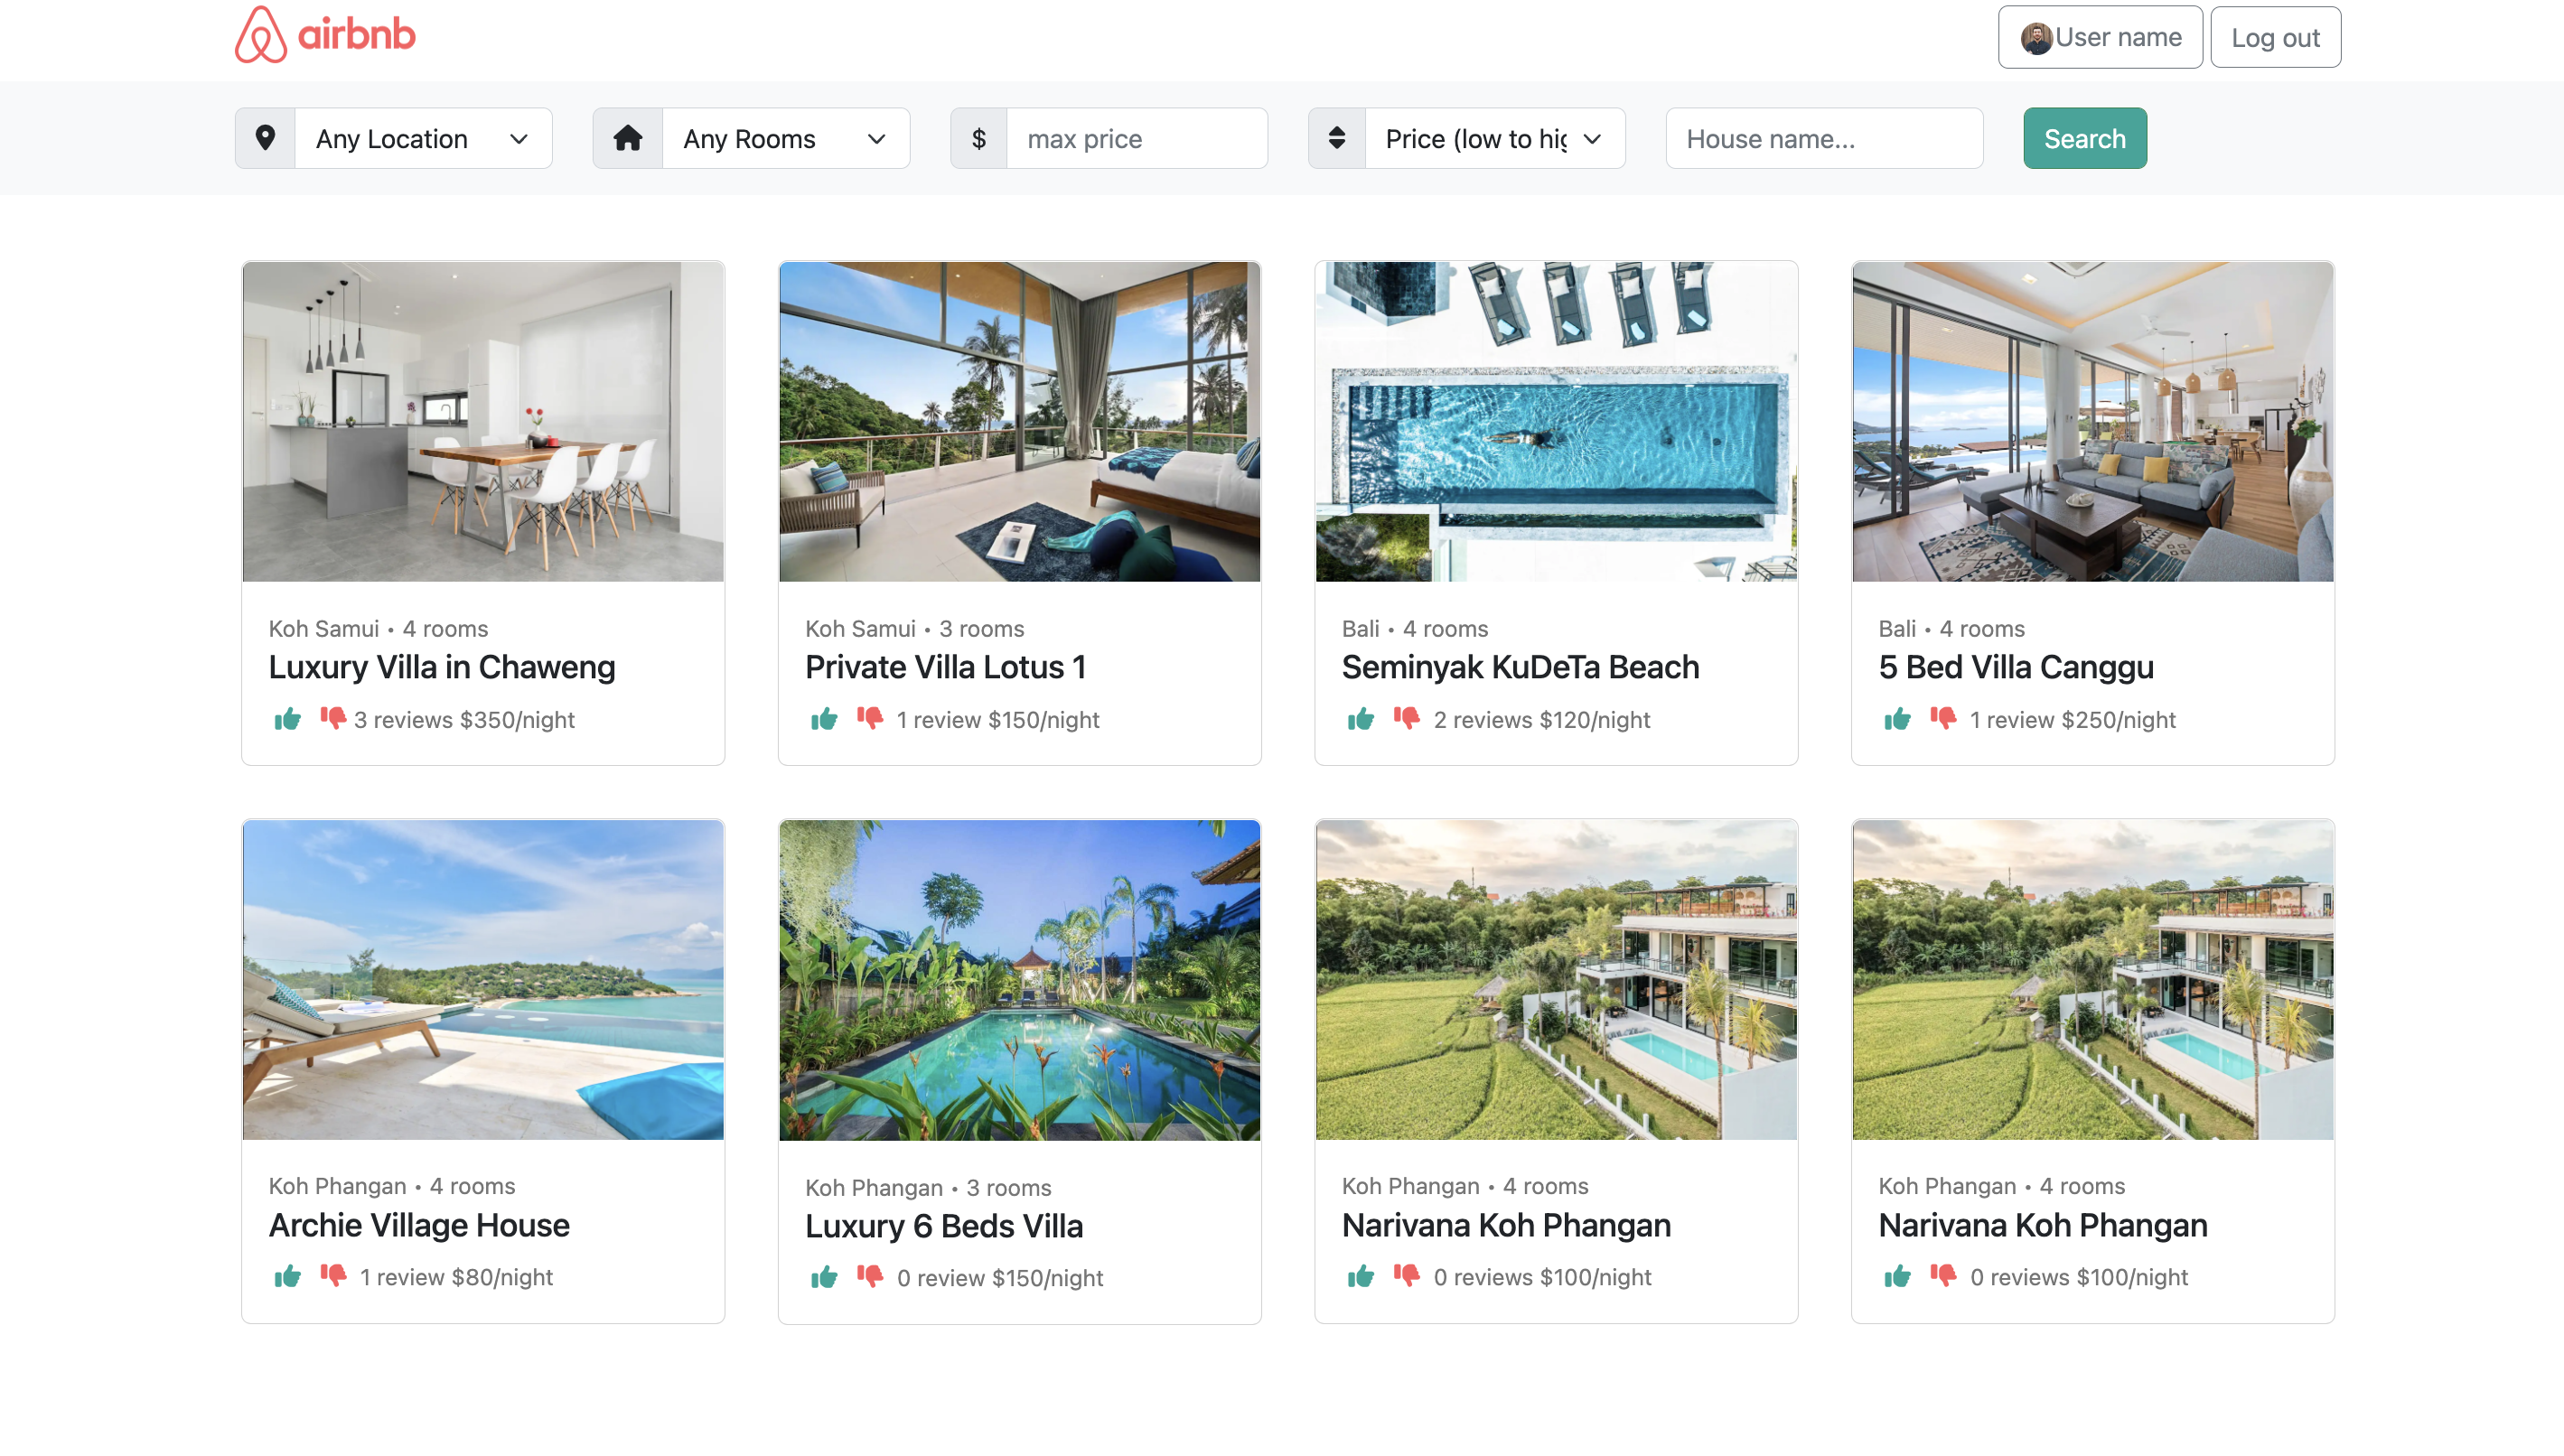 airbnb
User name
Log out
Any Location
Any Rooms
$
max price
Price (low to hig
House name...
Search
Koh Samui • 4 rooms
Luxury Villa in Chaweng
3 reviews $350/night
Koh Samui • 3 rooms
Private Villa Lotus 1
1 review $150/night
Bali • 4 rooms
Seminyak KuDeTa Beach
2 reviews $120/night
Bali • 4 rooms
5 Bed Villa Canggu
1 review $250/night
Koh Phangan • 4 rooms
Archie Village House
1 review $80/night
Koh Phangan • 3 rooms
Luxury 6 Beds Villa
0 review $150/night
Koh Phangan • 4 rooms
Narivana Koh Phangan
0 reviews $100/night
Koh Phangan • 4 rooms
Narivana Koh Phangan
0 reviews $100/night